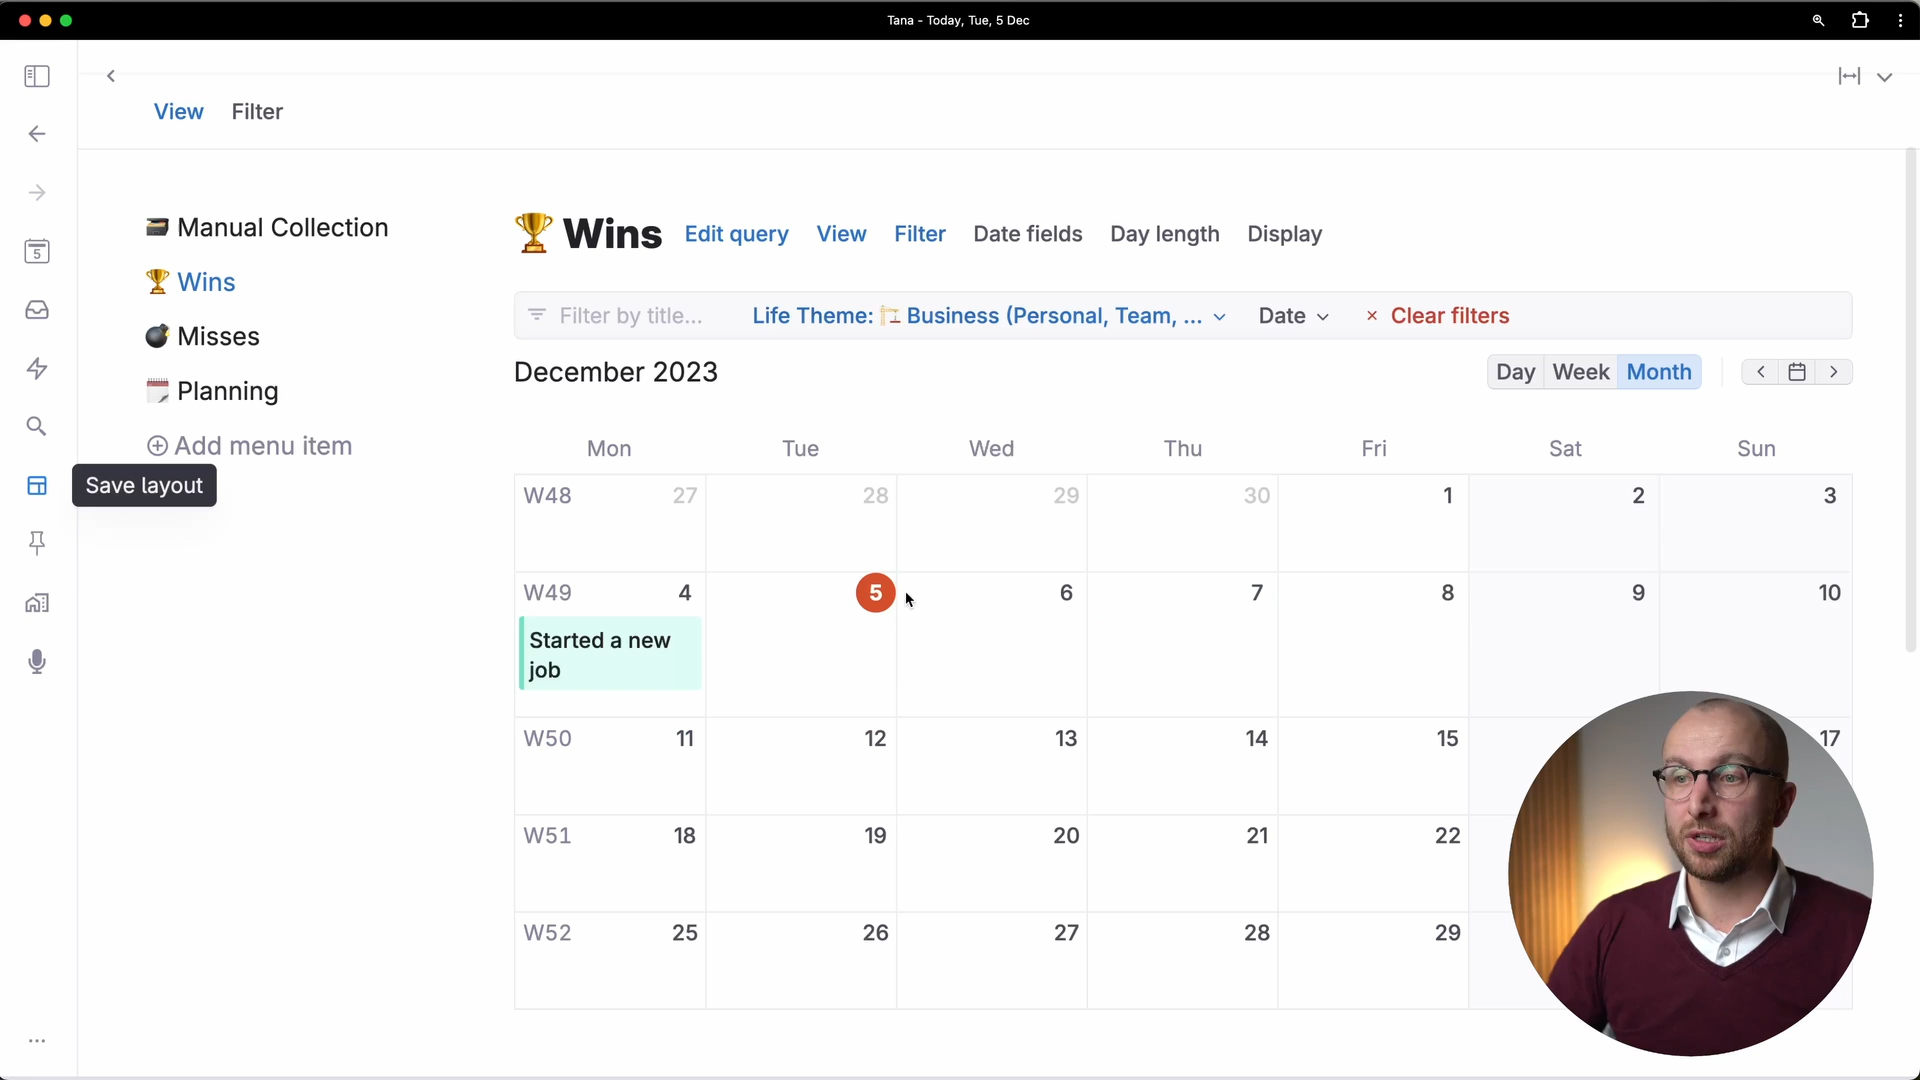 Tana - Today, Tue, 5 Dec
View Filter
Manual Collection
Wins
Misses
Planning
Add menu item
Save layout
5
Wins Edit query View Filter Date fields Day length Display
Filter by title... Life Theme: Business (Personal, Team, ... Date × Clear filters
December 2023 Day Week Month
Mon Tue Wed Thu Fri Sat Sun
W48 27 28 29 30 1 2 3
W49 4 5 6 7 8 9 10
Started a new
job
W50 11 12 13 14 15 17
W51 18 19 20 21 22
W52 25 26 27 28 29